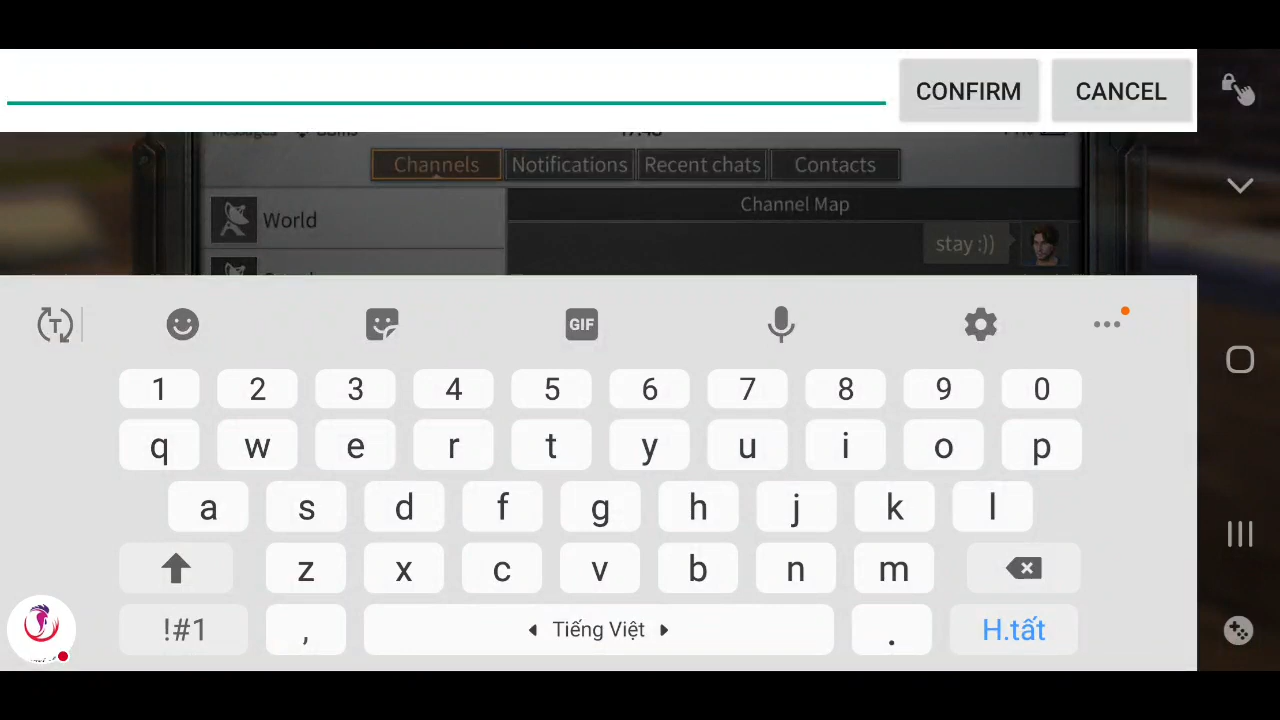 CONFIRM CANCEL
Channels Notifications Recent chats Contacts
World
Channel Map
stay :))
T
GIF
1 2 3 4 5 6 7 8 9 0
q w e r t y u i o p
a s d f g h j k l
z x c v b n m
!#1 , Tiếng Việt . H.tất